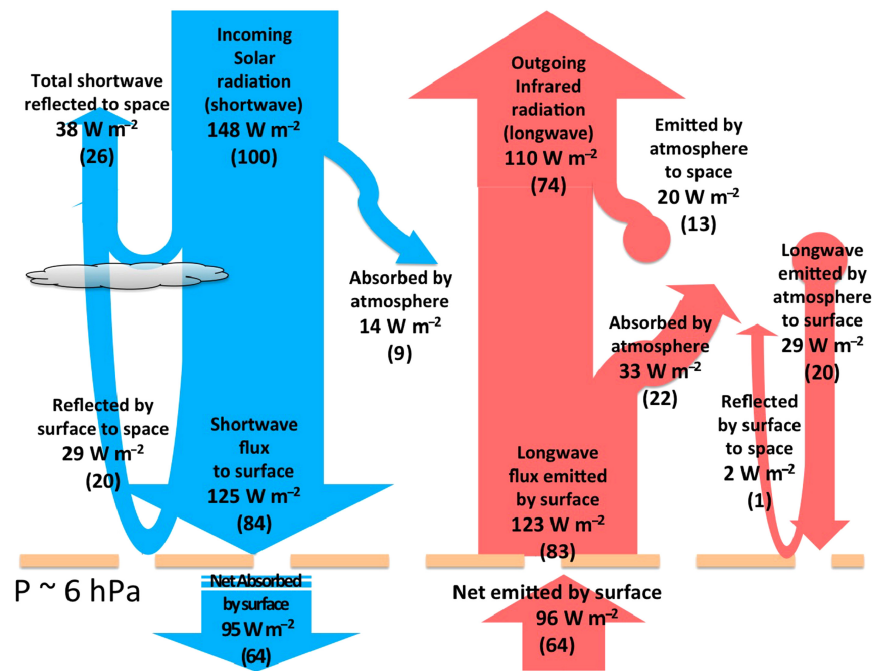 Total shortwave
reflected to space
38 W m⁻²
(26)
Incoming
Solar
radiation
(shortwave)
148 W m⁻²
(100)
Absorbed by
atmosphere
14 W m⁻²
(9)
Reflected by
surface to space
29 W m⁻²
(20)
Shortwave
flux
to surface
125 W m⁻²
(84)
Net Absorbed
by surface
95 W m⁻²
(64)
P ~ 6 hPa
Outgoing
Infrared
radiation
(longwave)
110 W m⁻²
(74)
Emitted by
atmosphere
to space
20 W m⁻²
(13)
Absorbed by
atmosphere
33 W m⁻²
(22)
Longwave
emitted by
atmosphere
to surface
29 W m⁻²
(20)
Reflected
by surface
to space
2 W m⁻²
(1)
Longwave
flux emitted
by surface
123 W m⁻²
(83)
Net emitted by surface
96 W m⁻²
(64)